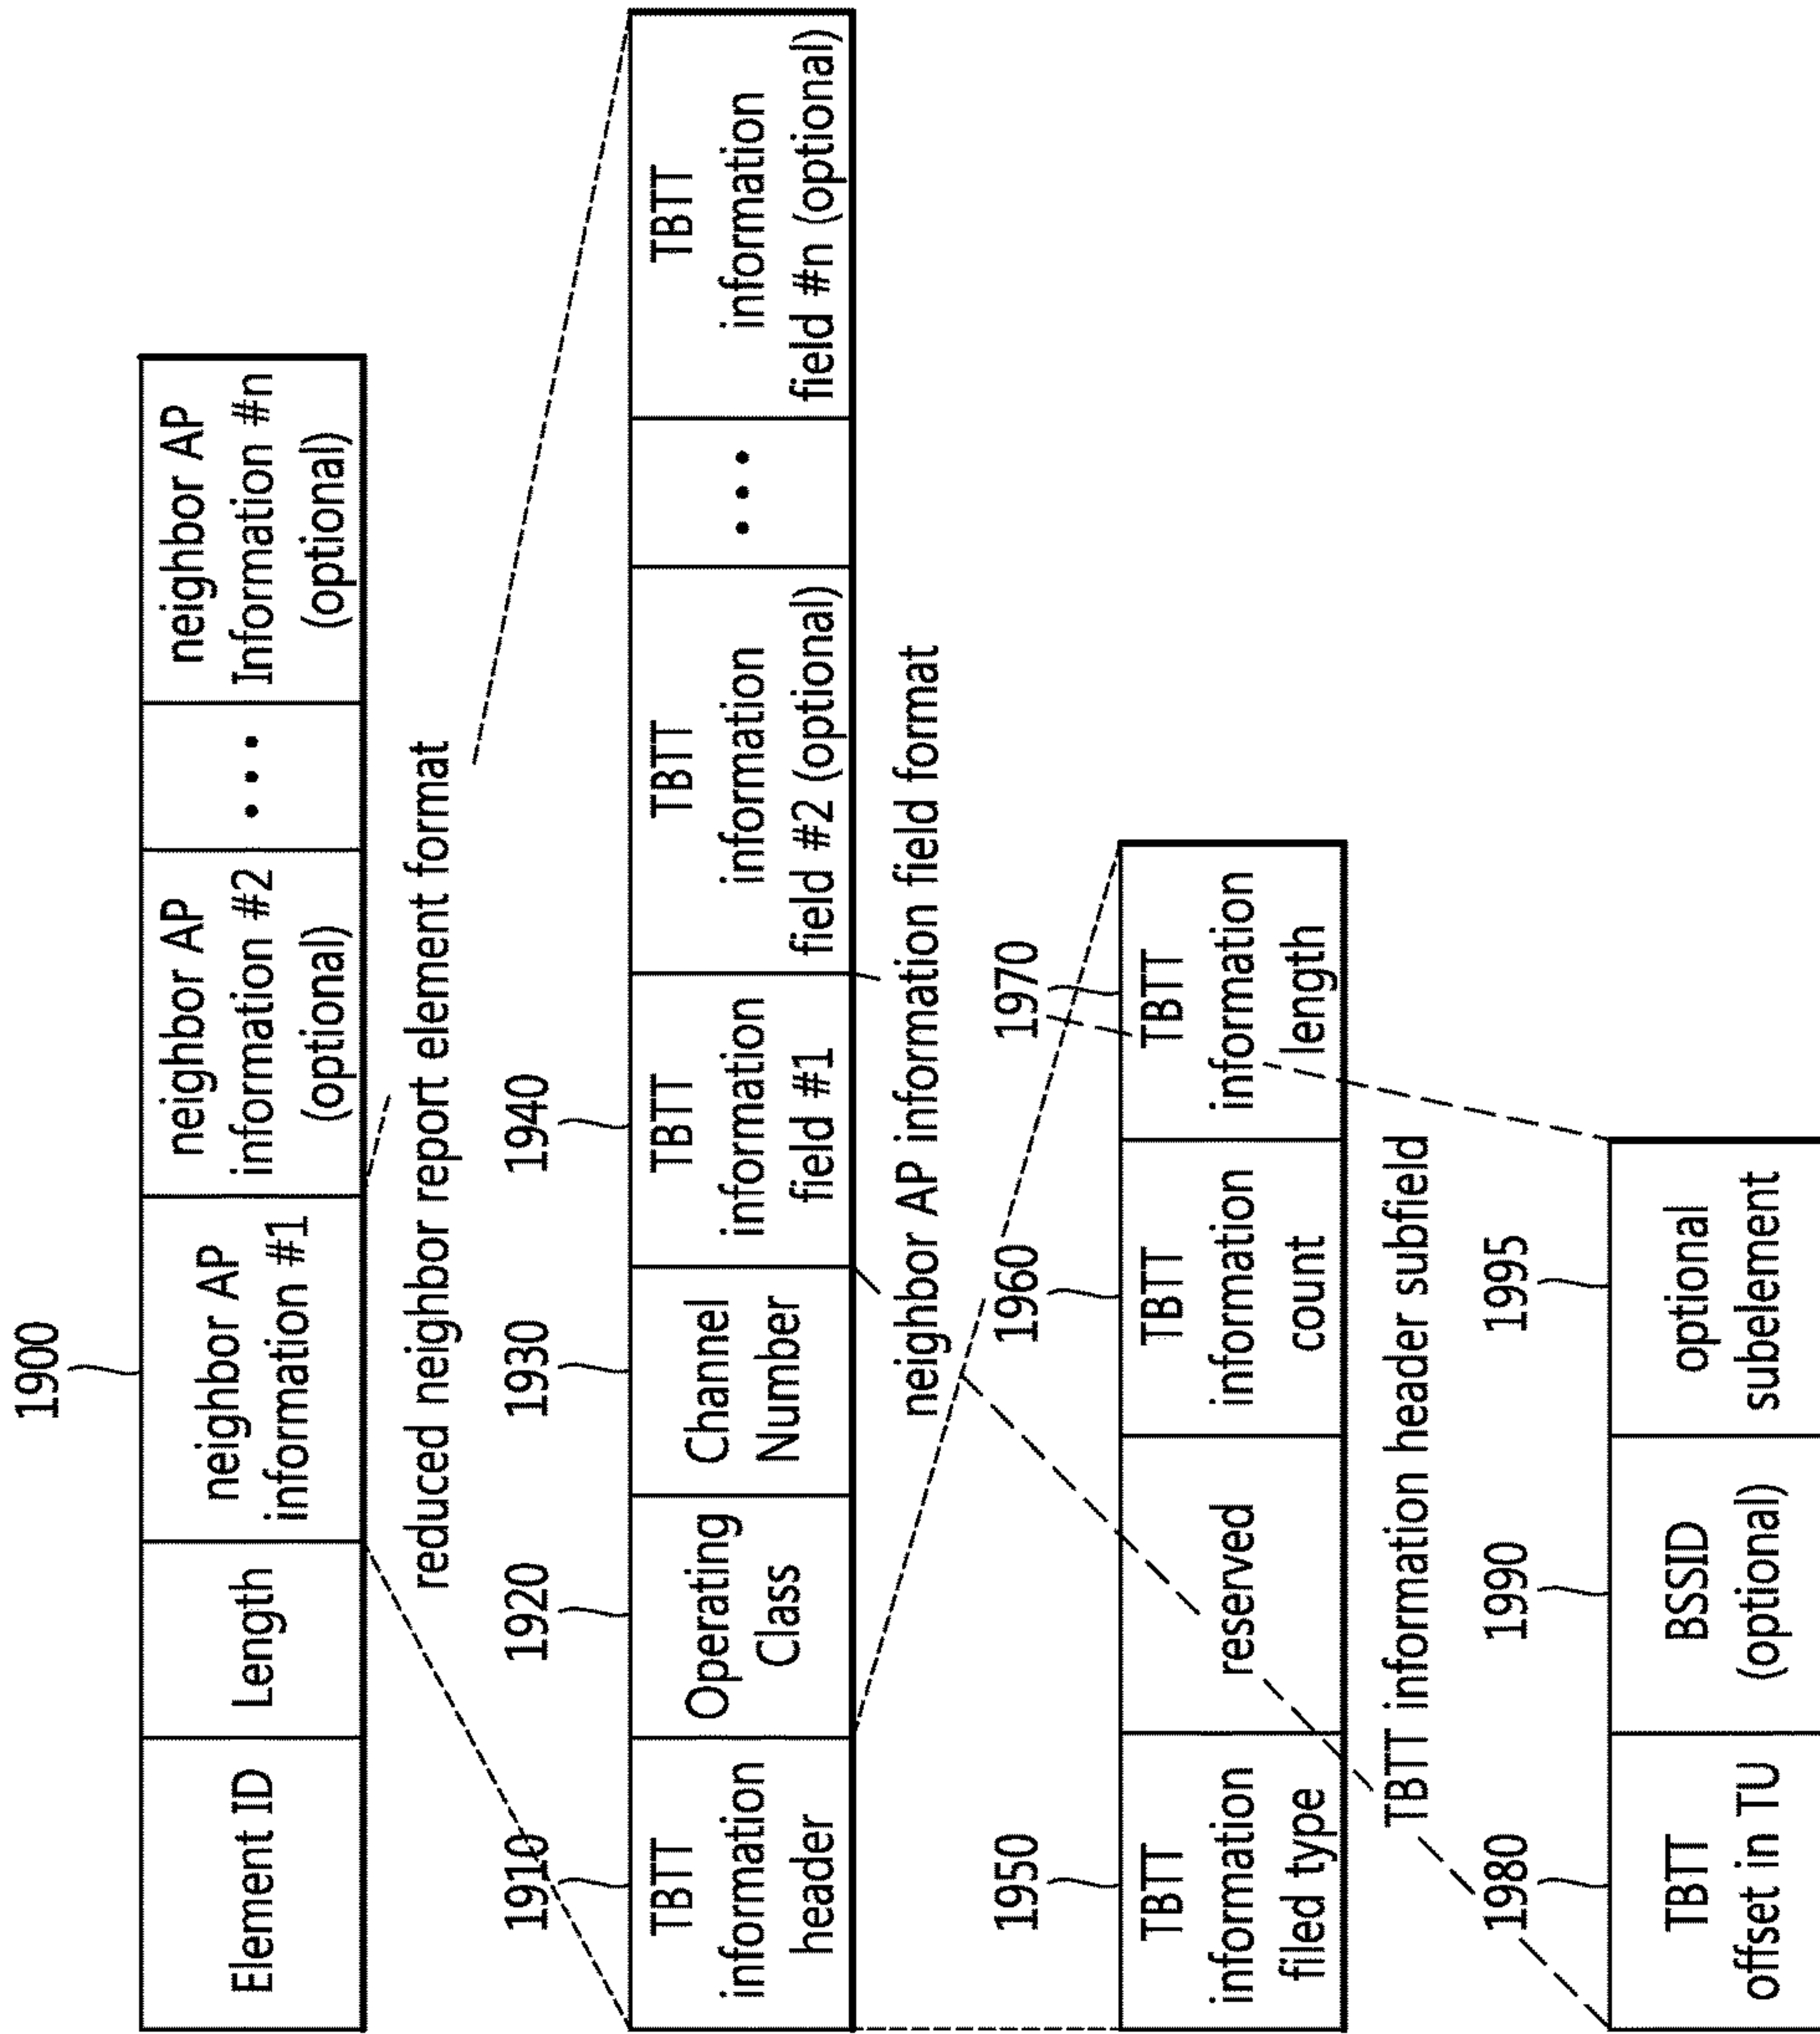 1900
Element ID
Length
neighbor AP
information #1
neighbor AP
information #2
(optional)
• • •
neighbor AP
Information #n
(optional)
reduced neighbor report element format
1910
1920
1930
1940
TBTT
information
header
Operating
Class
Channel
Number
TBTT
information
field #1
TBTT
information
field #2 (optional)
• • •
TBTT
information
field #n (optional)
neighbor AP information field format
1950
1960
1970
TBTT
information
filed type
reserved
TBTT
information
count
TBTT
information
length
TBTT information header subfield
1980
1990
1995
TBTT
offset in TU
BSSID
(optional)
optional
subelement